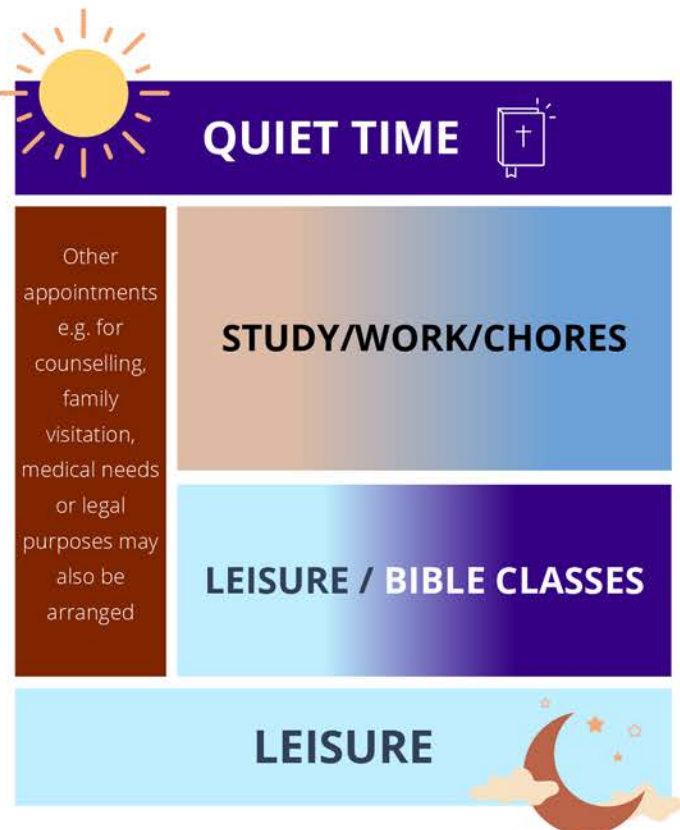 QUIET TIME
Other
appointments
e.g. for
counselling,
family
visitation,
medical needs
or legal
purposes may
also be
arranged
STUDY/WORK/CHORES
LEISURE / BIBLE CLASSES
LEISURE